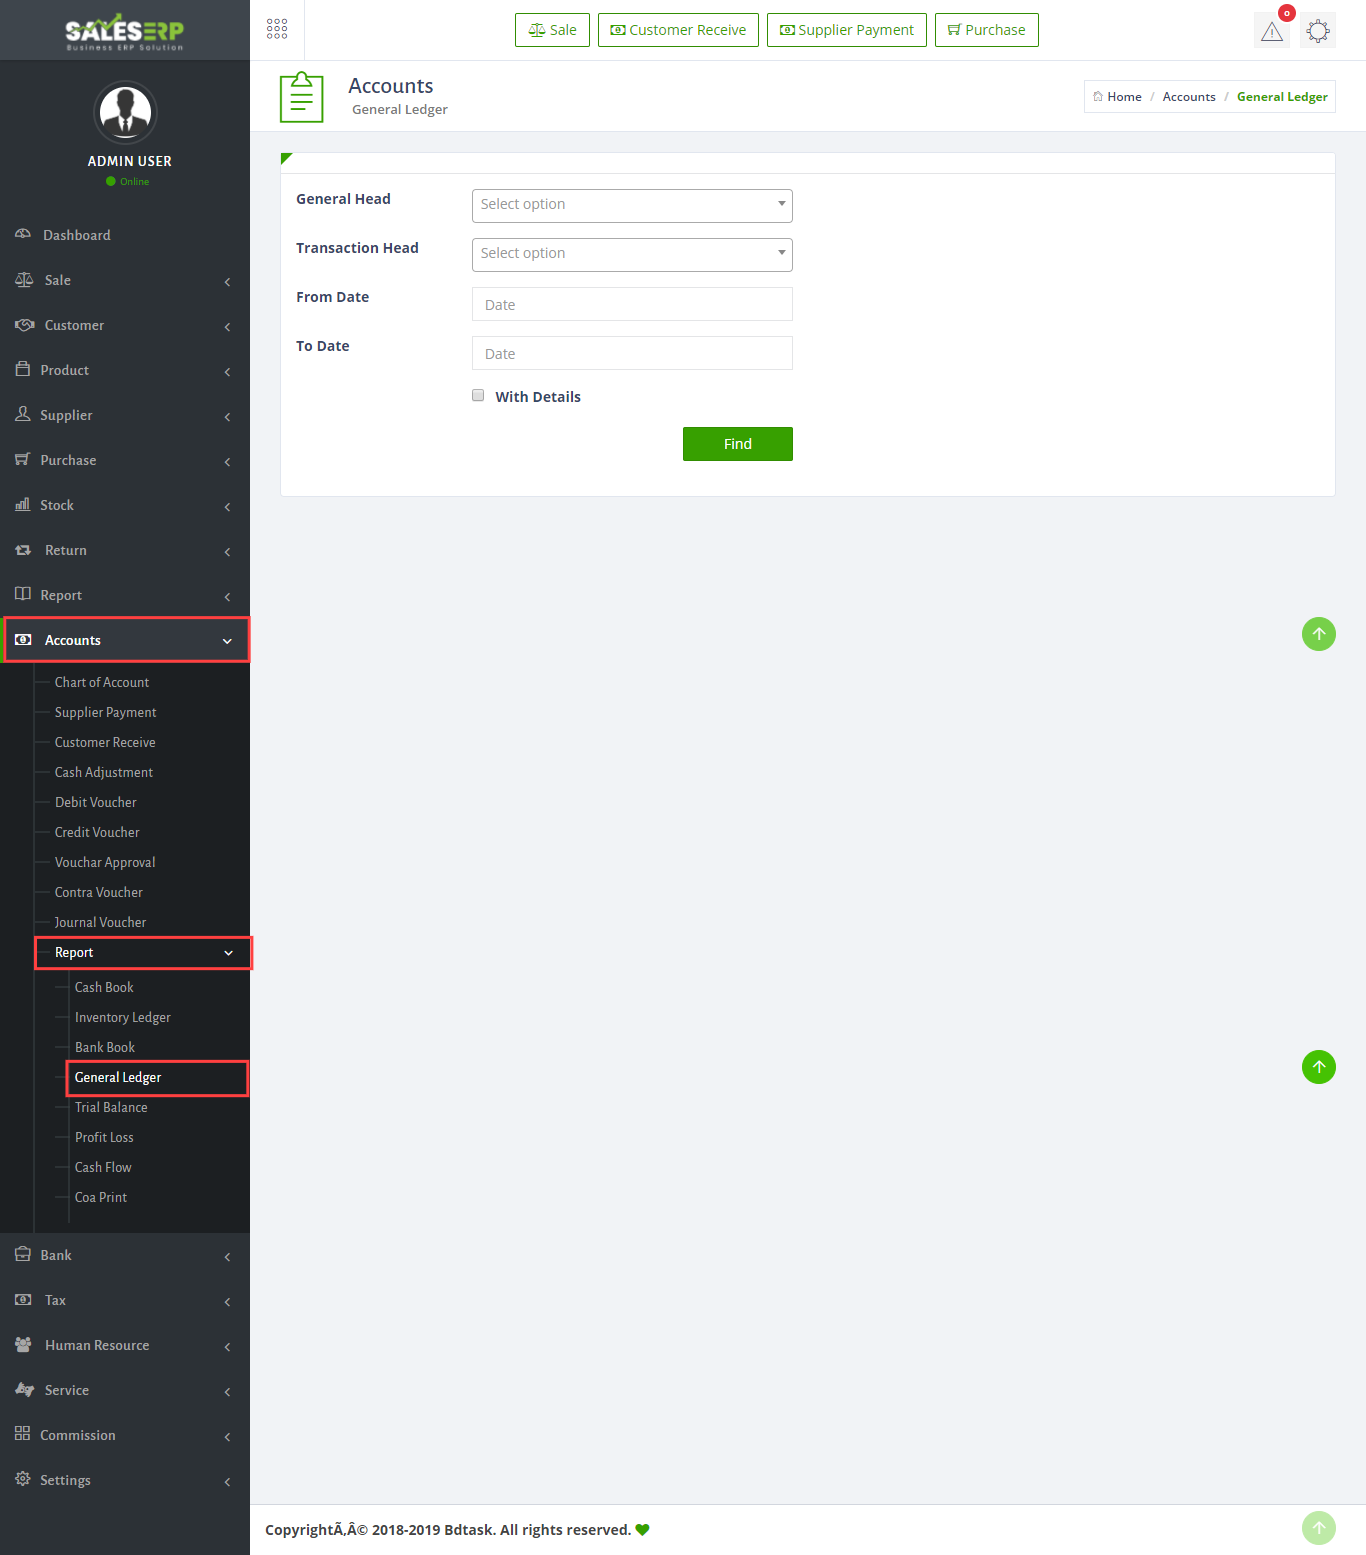 SALESERP
Business ERP Solution
Sale
Customer Receive
Supplier Payment
Purchase
0
Accounts
General Ledger
Home / Accounts / General Ledger
ADMIN USER
Online
Dashboard
Sale
Customer
Product
Supplier
Purchase
Stock
Return
Report
Accounts
Chart of Account
Supplier Payment
Customer Receive
Cash Adjustment
Debit Voucher
Credit Voucher
Vouchar Approval
Contra Voucher
Journal Voucher
Report
Cash Book
Inventory Ledger
Bank Book
General Ledger
Trial Balance
Profit Loss
Cash Flow
Coa Print
Bank
Tax
Human Resource
Service
Commission
Settings
General Head
Select option
Transaction Head
Select option
From Date
Date
To Date
Date
With Details
Find
CopyrightÃ‚Â© 2018-2019 Bdtask. All rights reserved.